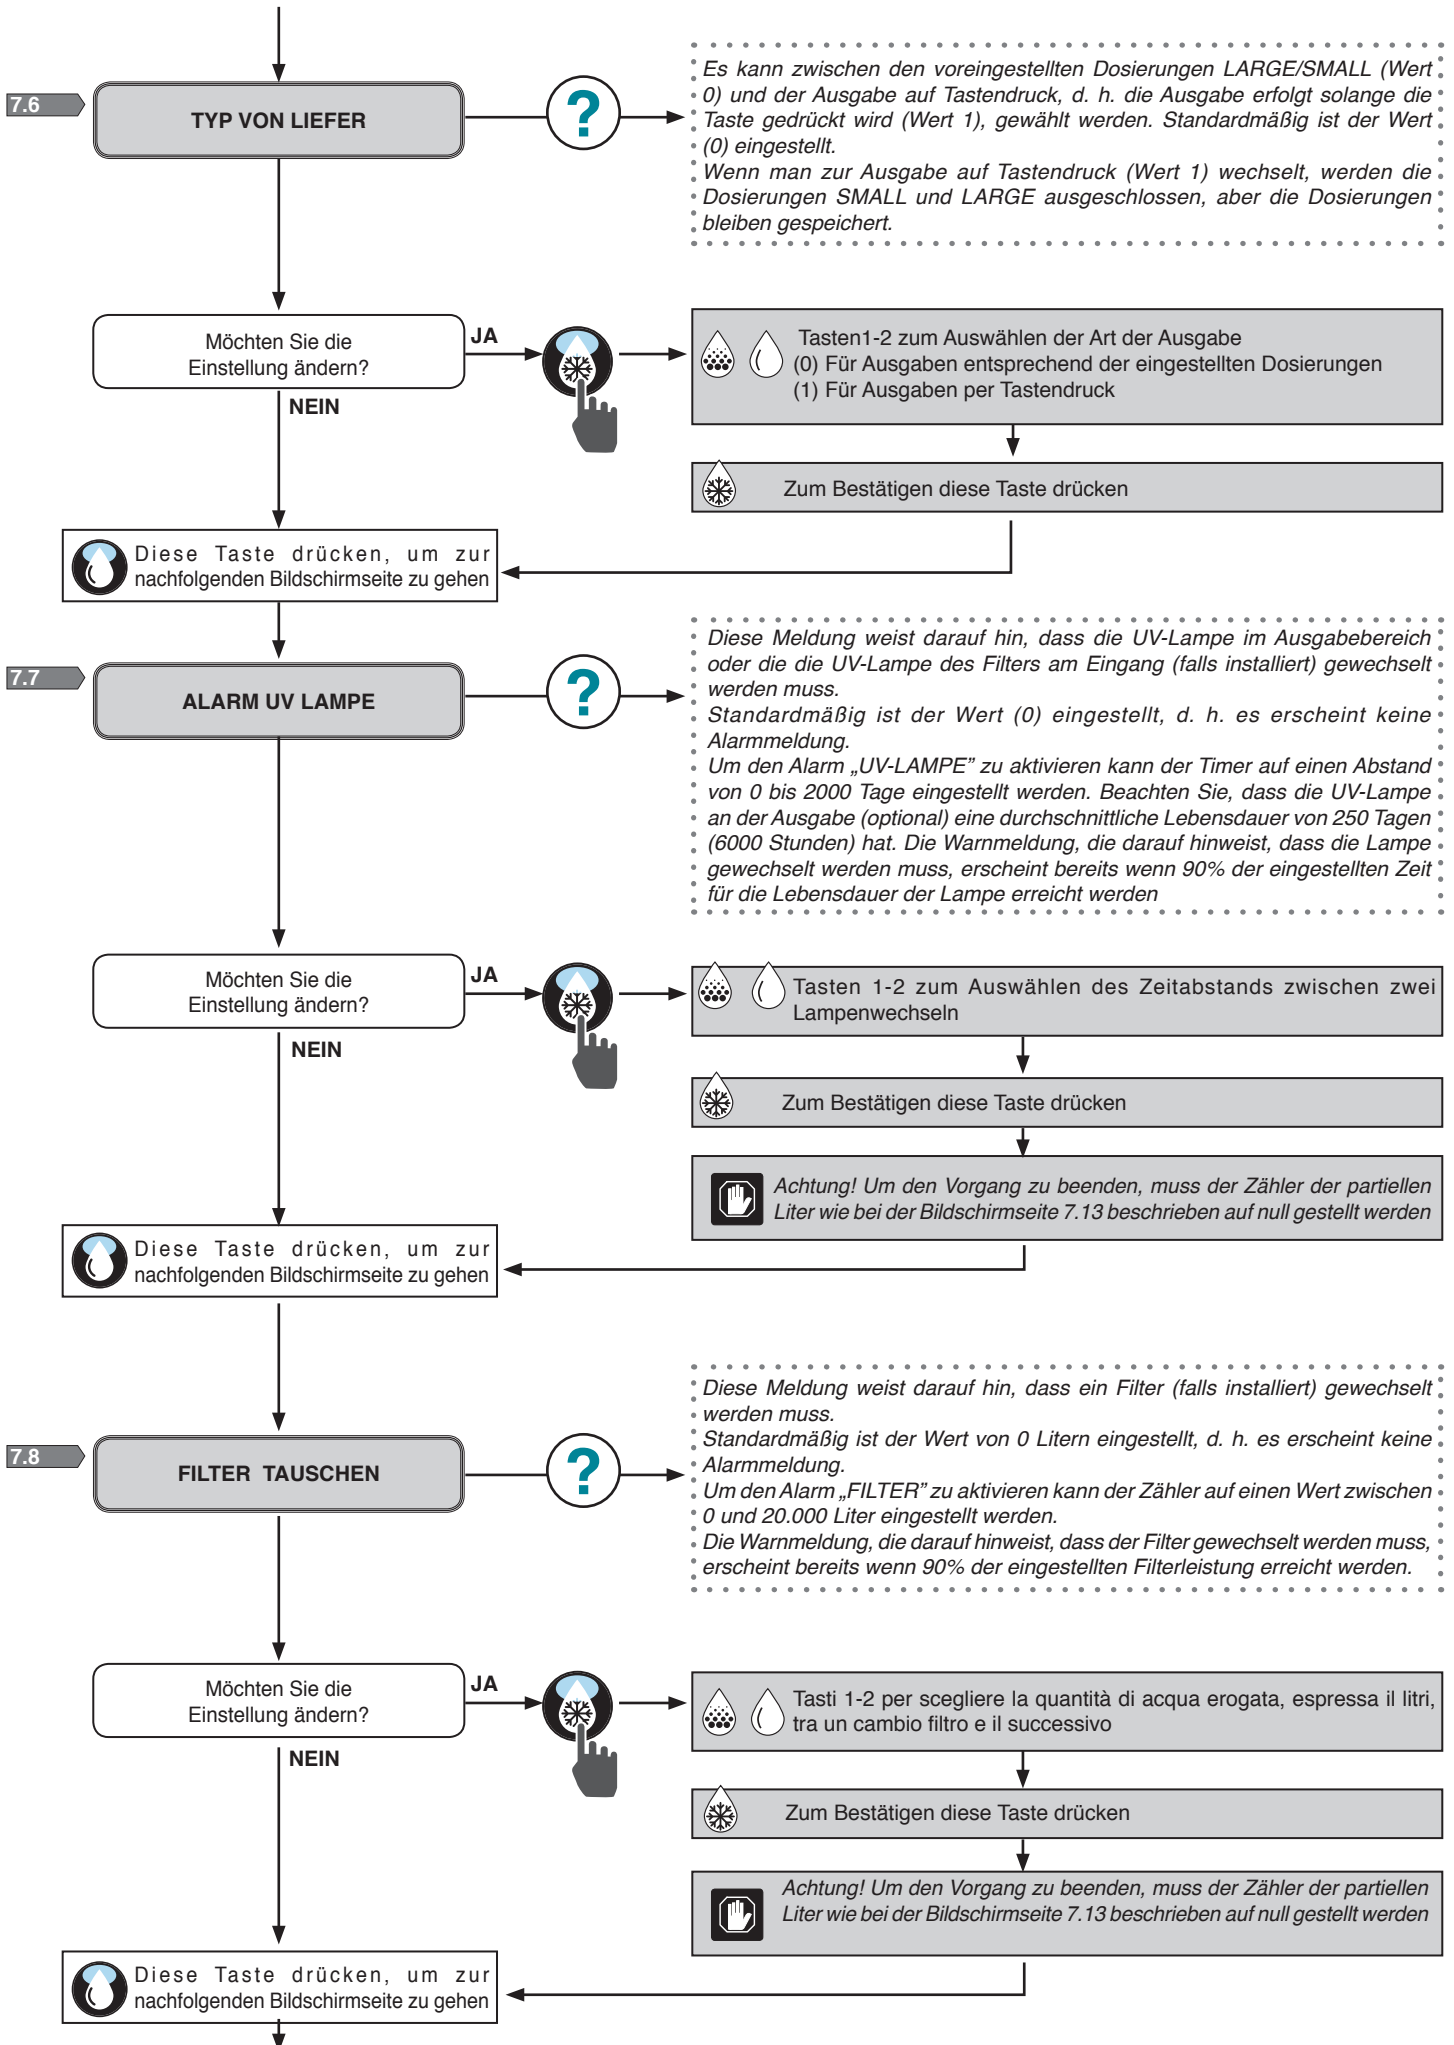 7.6
TYP VON LIEFER
?
Es kann zwischen den voreingestellten Dosierungen LARGE/SMALL (Wert
0) und der Ausgabe auf Tastendruck, d. h. die Ausgabe erfolgt solange die
Taste gedrückt wird (Wert 1), gewählt werden. Standardmäßig ist der Wert
(0) eingestellt.
Wenn man zur Ausgabe auf Tastendruck (Wert 1) wechselt, werden die
Dosierungen SMALL und LARGE ausgeschlossen, aber die Dosierungen
bleiben gespeichert.
Möchten Sie die
Einstellung ändern?
JA
NEIN
Tasten1-2 zum Auswählen der Art der Ausgabe
(0) Für Ausgaben entsprechend der eingestellten Dosierungen
(1) Für Ausgaben per Tastendruck
Zum Bestätigen diese Taste drücken
Diese Taste drücken, um zur
nachfolgenden Bildschirmseite zu gehen
7.7
ALARM UV LAMPE
?
Diese Meldung weist darauf hin, dass die UV-Lampe im Ausgabebereich
oder die die UV-Lampe des Filters am Eingang (falls installiert) gewechselt
werden muss.
Standardmäßig ist der Wert (0) eingestellt, d. h. es erscheint keine
Alarmmeldung.
Um den Alarm „UV-LAMPE” zu aktivieren kann der Timer auf einen Abstand
von 0 bis 2000 Tage eingestellt werden. Beachten Sie, dass die UV-Lampe
an der Ausgabe (optional) eine durchschnittliche Lebensdauer von 250 Tagen
(6000 Stunden) hat. Die Warnmeldung, die darauf hinweist, dass die Lampe
gewechselt werden muss, erscheint bereits wenn 90% der eingestellten Zeit
für die Lebensdauer der Lampe erreicht werden
Möchten Sie die
Einstellung ändern?
JA
NEIN
Tasten 1-2 zum Auswählen des Zeitabstands zwischen zwei
Lampenwechseln
Zum Bestätigen diese Taste drücken
Achtung! Um den Vorgang zu beenden, muss der Zähler der partiellen
Liter wie bei der Bildschirmseite 7.13 beschrieben auf null gestellt werden
Diese Taste drücken, um zur
nachfolgenden Bildschirmseite zu gehen
7.8
FILTER TAUSCHEN
?
Diese Meldung weist darauf hin, dass ein Filter (falls installiert) gewechselt
werden muss.
Standardmäßig ist der Wert von 0 Litern eingestellt, d. h. es erscheint keine
Alarmmeldung.
Um den Alarm „FILTER” zu aktivieren kann der Zähler auf einen Wert zwischen
0 und 20.000 Liter eingestellt werden.
Die Warnmeldung, die darauf hinweist, dass der Filter gewechselt werden muss,
erscheint bereits wenn 90% der eingestellten Filterleistung erreicht werden.
Möchten Sie die
Einstellung ändern?
JA
NEIN
Tasti 1-2 per scegliere la quantità di acqua erogata, espressa il litri,
tra un cambio filtro e il successivo
Zum Bestätigen diese Taste drücken
Achtung! Um den Vorgang zu beenden, muss der Zähler der partiellen
Liter wie bei der Bildschirmseite 7.13 beschrieben auf null gestellt werden
Diese Taste drücken, um zur
nachfolgenden Bildschirmseite zu gehen